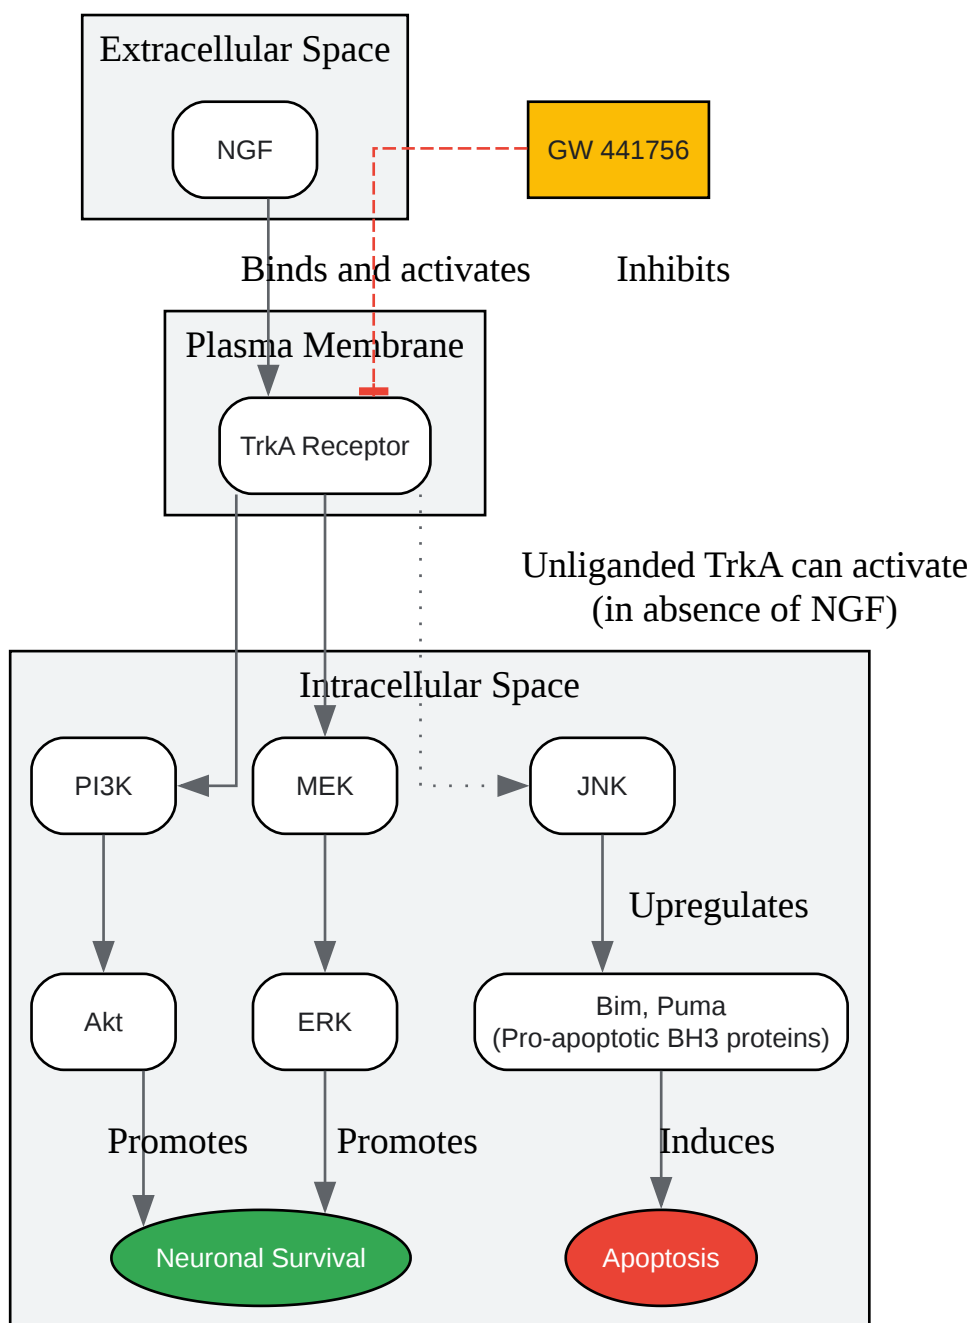 Extracellular Space
NGF
GW 441756
Binds and activates
Inhibits
Plasma Membrane
TrkA Receptor
Unliganded TrkA can activate
(in absence of NGF)
Intracellular Space
PI3K
MEK
JNK
Upregulates
Akt
ERK
Bim, Puma
(Pro-apoptotic BH3 proteins)
Promotes
Promotes
Induces
Neuronal Survival
Apoptosis